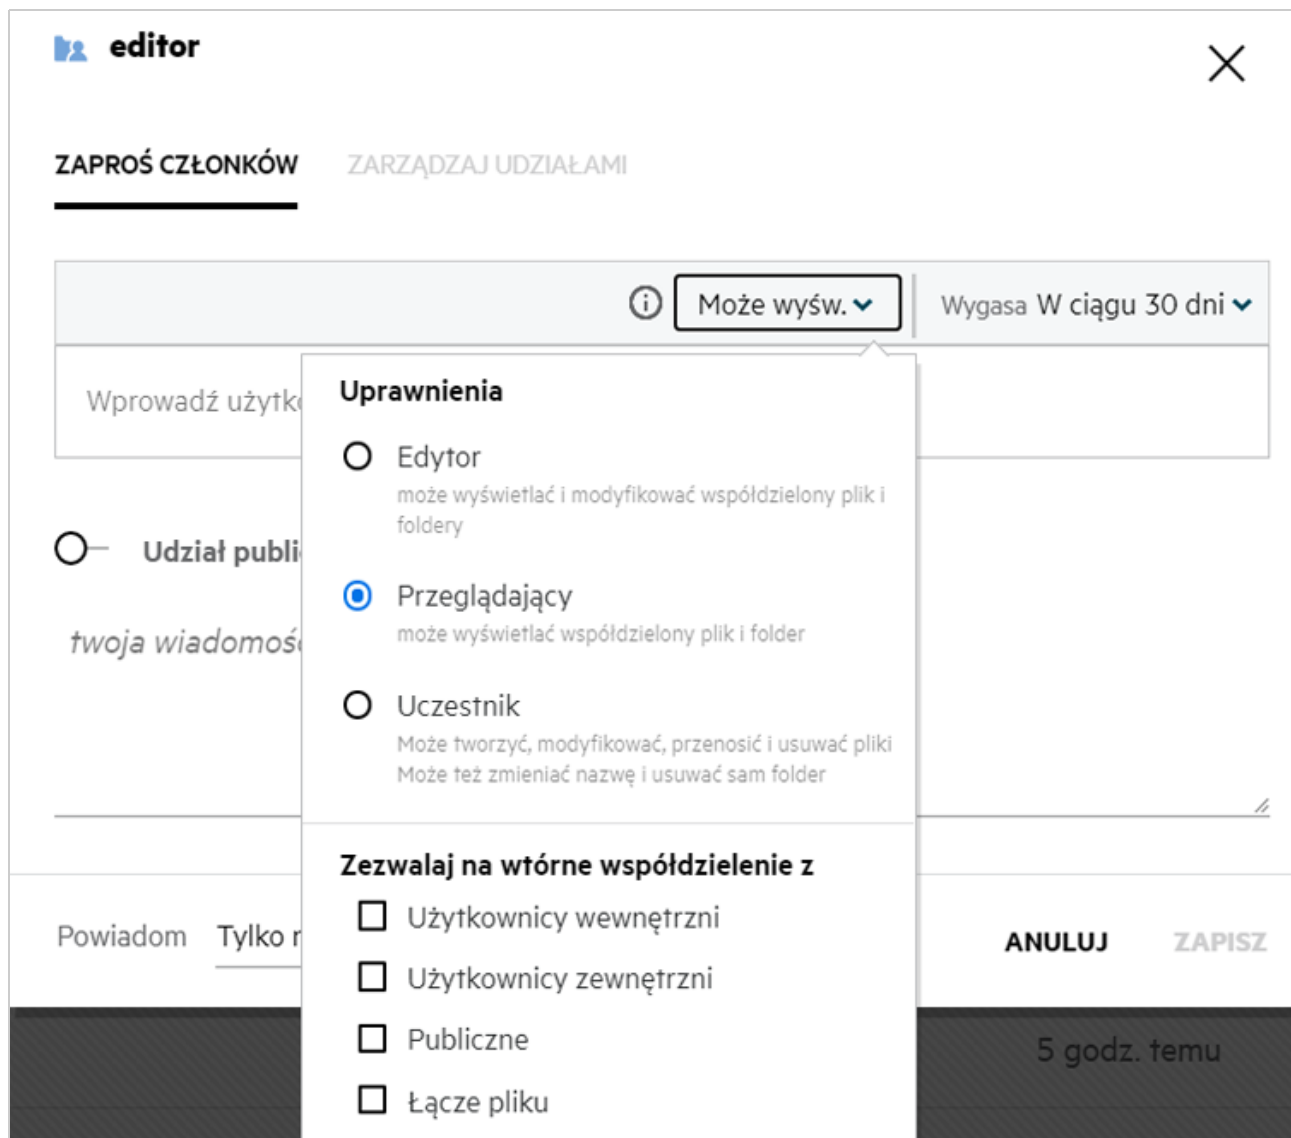 editor
ZAPROŚ CZŁONKÓW ZARZĄDZAJ UDZIAŁAMI
Może wyśw. Wygasa W ciągu 30 dni
Wprowadź
Uprawnienia
Edytor
może wyświetlać i modyfikować współdzielony plik i
foldery
Udział
Przeglądający
może wyświetlać współdzielony plik i folder
twoja
Uczestnik
Może tworzyć, modyfikować, przenosić i usuwać pliki
Może też zmieniać nazwę i usuwać sam folder
Zezwalaj na wtórne współdzielenie z
Użytkownicy wewnętrzni
Powiadom Tylko
ANULUJ ZAPISZ
Użytkownicy zewnętrzni
Publiczne
5 godz. temu
Łącze pliku